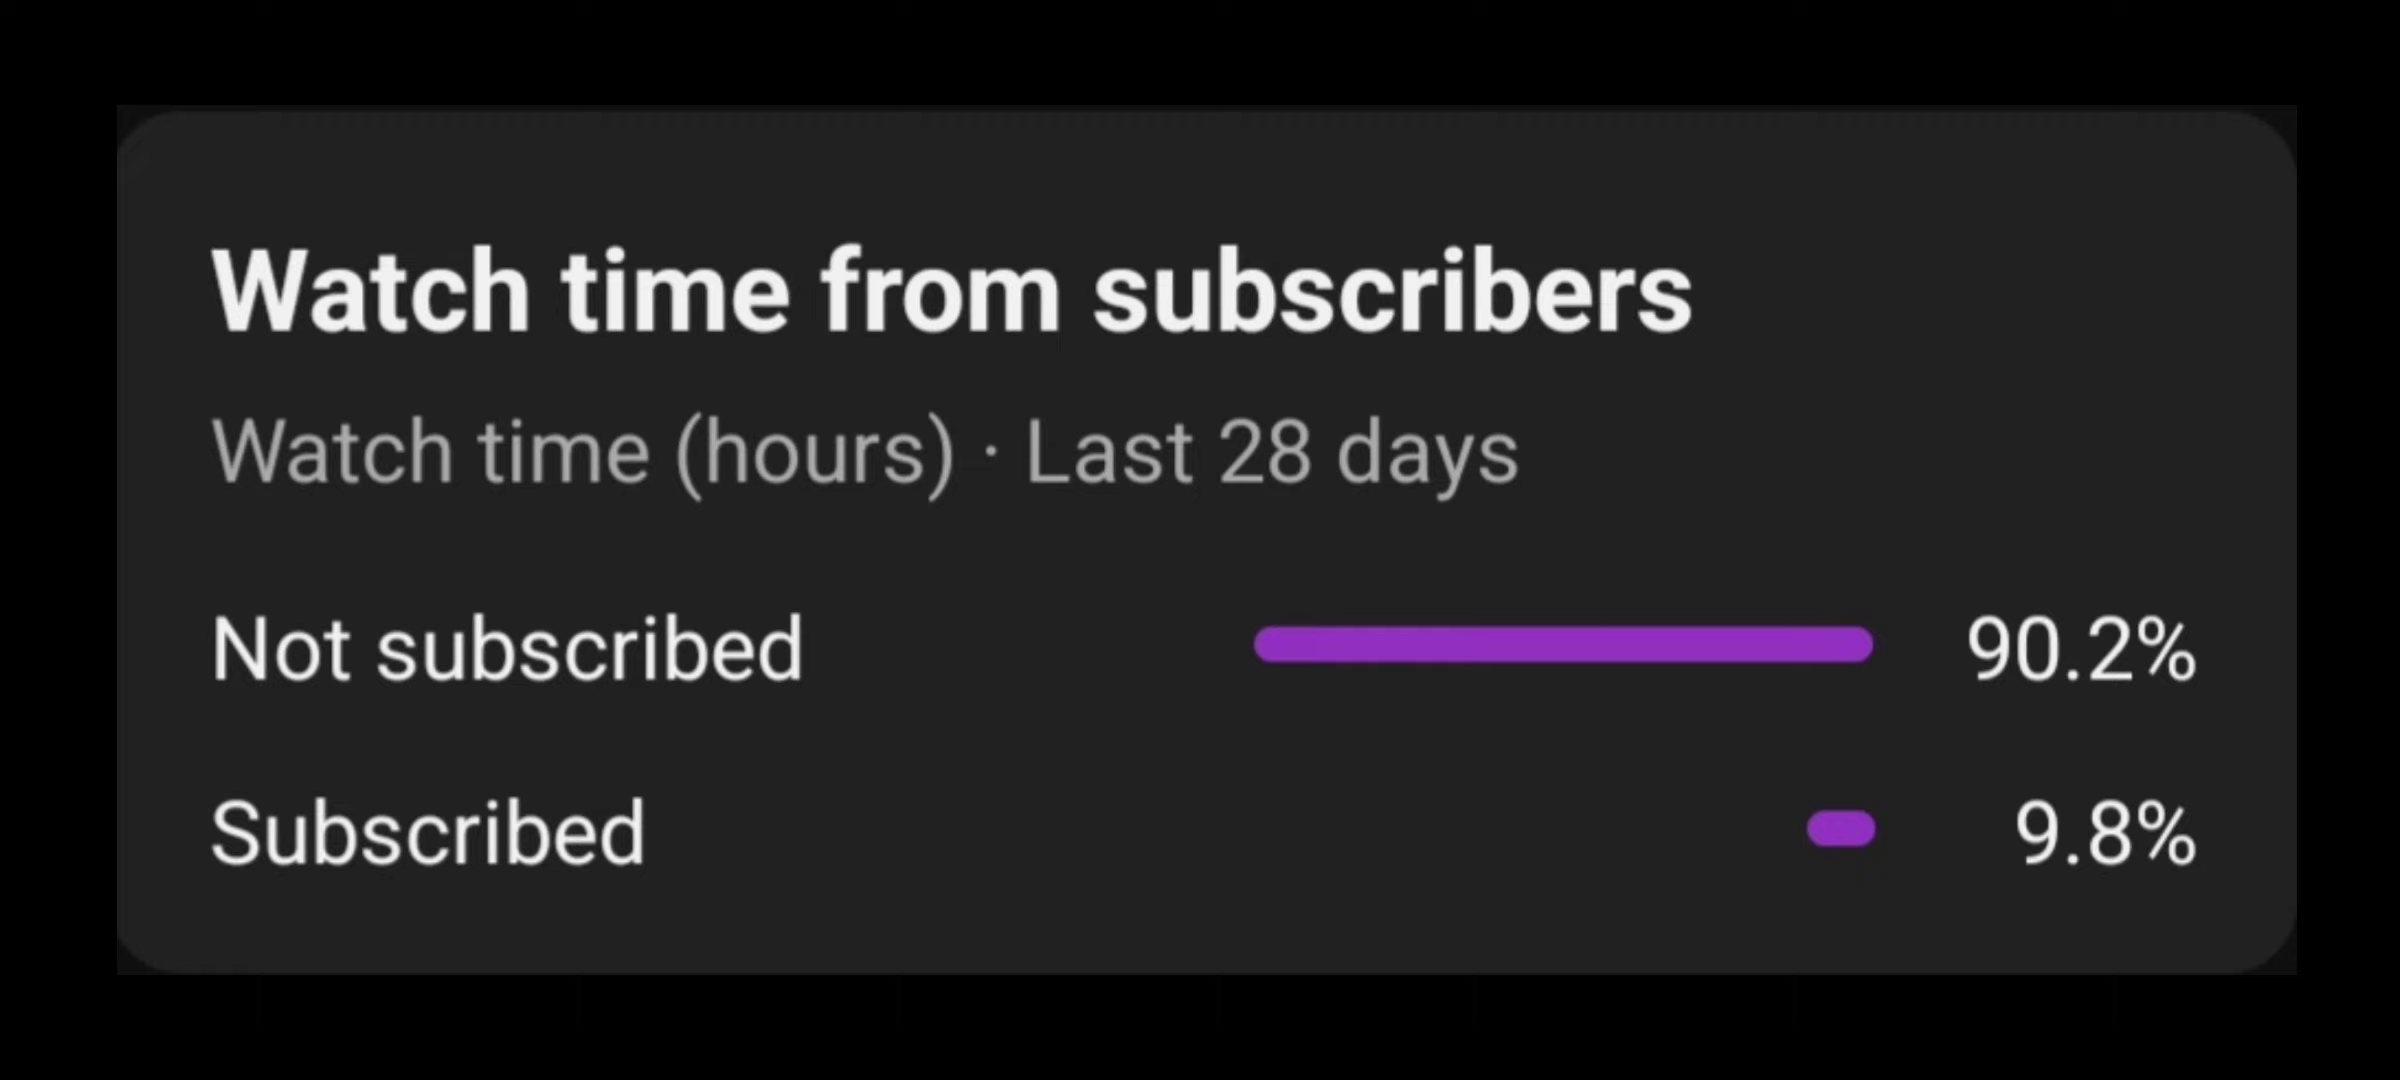 Watch time from subscribers
Watch time (hours) · Last 28 days
Not subscribed 90.2%
Subscribed 9.8%